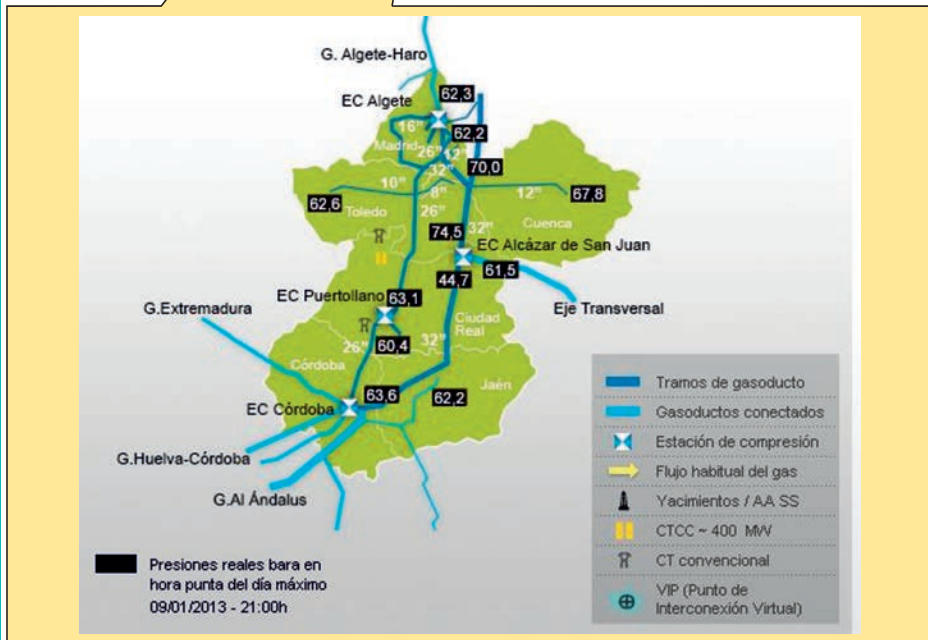 G. Algete-Haro
EC Algete
62,3
16"
Madrid
62,2
26"
12"
32"
70,0
10"
8"
12"
67,8
62,6
Toledo
26"
Cuenca
74,5
32"
EC Alcázar de San Juan
61,5
44,7
EC Puertollano
63,1
Eje Transversal
G.Extremadura
Ciudad
Real
60,4
32"
26"
Córdoba
Jaén
63,6
62,2
EC Córdoba
G.Huelva-Córdoba
G.Al Ándalus
Tramos de gasoducto
Gasoductos conectados
Estación de compresión
Flujo habitual del gas
Yacimientos / AA SS
CTCC ~ 400 MW
CT convencional
VIP (Punto de
Interconexión Virtual)
Presiones reales bara en
hora punta del día máximo
09/01/2013 - 21:00h